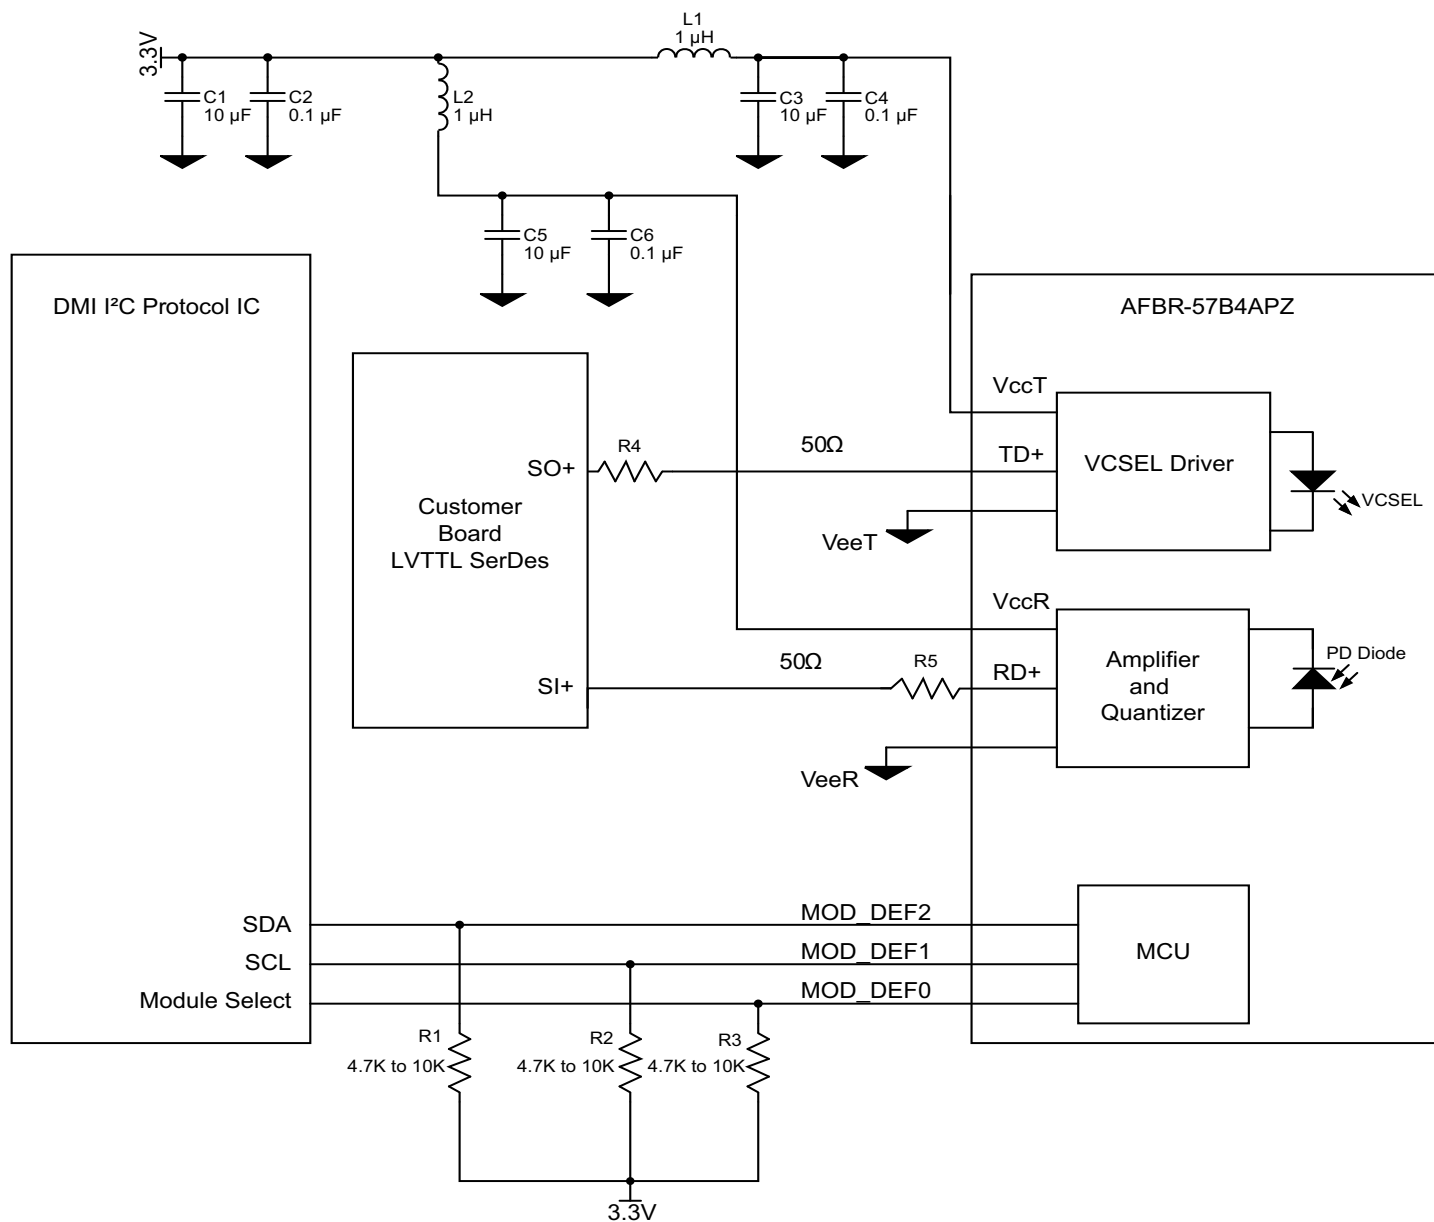 L1
1 µH
3.3V
C1
10 µF
C2
0.1 µF
L2
1 µH
C3
10 µF
C4
0.1 µF
C5
10 µF
C6
0.1 µF
DMI I²C Protocol IC
AFBR-57B4APZ
VccT
R4
50Ω
SO+
TD+
VCSEL Driver
VCSEL
Customer
Board
LVTTL SerDes
VeeT
VccR
SI+
50Ω
R5
RD+
Amplifier
and
Quantizer
PD Diode
VeeR
SDA
MOD_DEF2
SCL
MOD_DEF1
MCU
Module Select
MOD_DEF0
R1
4.7K to 10K
R2
4.7K to 10K
R3
4.7K to 10K
3.3V